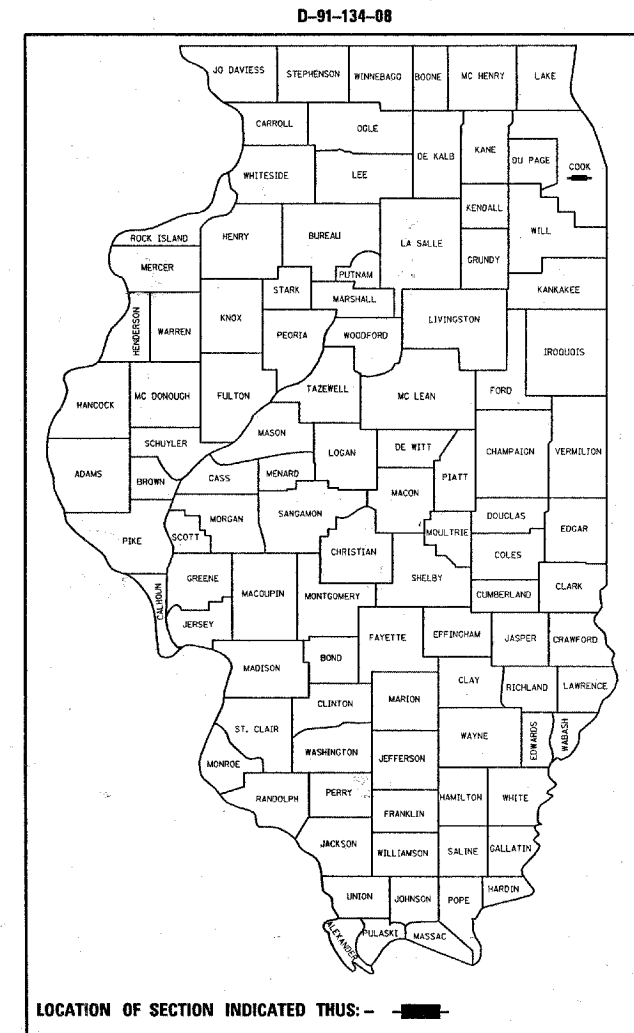 D-91-134-08
JO DAVIESS
STEPHENSON
WINNEBAGO
BOONE
MC HENRY
LAKE
CARROLL
OGLE
DE KALB
KANE
DU PAGE
COOK
WHITESIDE
LEE
KENDALL
WILL
ROCK ISLAND
HENRY
BUREAU
LA SALLE
GRUNDY
MERCER
PUTNAM
STARK
MARSHALL
KANKAKEE
HENDERSON
WARREN
KNOX
PEORIA
WOODFORD
LIVINGSTON
IROQUOIS
HANCOCK
MC DONOUGH
FULTON
TAZEWELL
MC LEAN
FORD
SCHUYLER
MASON
LOGAN
DE WITT
CHAMPAIGN
VERMILION
ADAMS
BROWN
CASS
MENARD
MACON
PIATT
PIKE
SCOTT
MORGAN
SANGAMON
CHRISTIAN
MOULTRIE
DOUGLAS
EDGAR
COLES
CALHOUN
GREENE
MACOUPIN
MONTGOMERY
SHELBY
CUMBERLAND
CLARK
JERSEY
FAYETTE
EFFINGHAM
JASPER
CRAWFORD
MADISON
BOND
CLAY
RICHLAND
LAWRENCE
CLINTON
MARION
ST. CLAIR
WAYNE
EDWARDS
WABASH
WASHINGTON
JEFFERSON
MONROE
RANDOLPH
PERRY
HAMILTON
WHITE
FRANKLIN
JACKSON
WILLIAMSON
SALINE
GALLATIN
UNION
JOHNSON
POPE
HARDIN
ALEXANDER
PULASKI
MASSAC
LOCATION OF SECTION INDICATED THUS: -